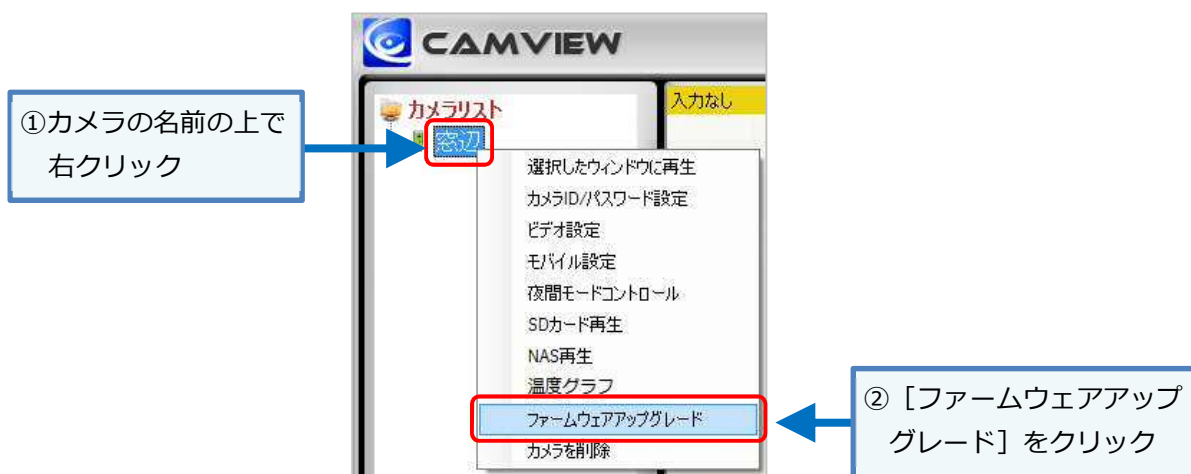 CAMVIEW
カメラリスト
入力なし
①カメラの名前の上で
右クリック
窓辺
選択したウィンドウに再生
カメラID/パスワード設定
ビデオ設定
モバイル設定
夜間モードコントロール
SDカード再生
NAS再生
温度グラフ
ファームウェアアップグレード
カメラを削除
②［ファームウェアアップ
グレード］をクリック